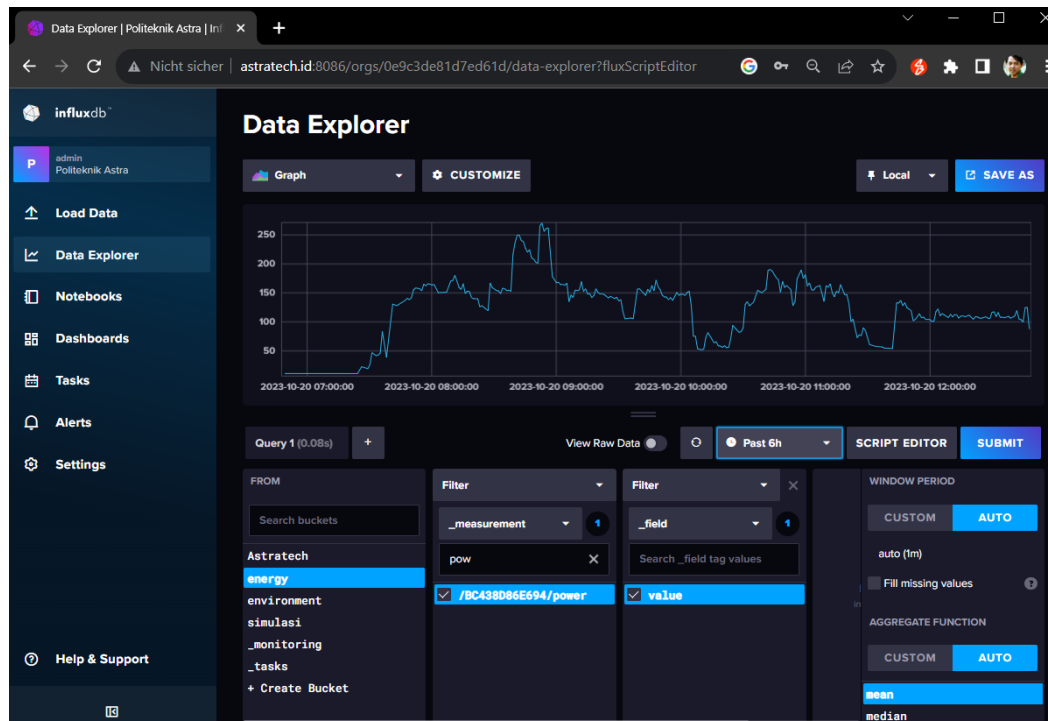 Data Explorer | Politeknik Astra | Inf
Nicht sicher | astratech.id:8086/orgs/0e9c3de81d7ed61d/data-explorer?fluxScriptEditor
influxdb™
P
admin
Politeknik Astra
Load Data
Data Explorer
Notebooks
Dashboards
Tasks
Alerts
Settings
Help & Support
Data Explorer
Graph
CUSTOMIZE
Local
SAVE AS
250
200
150
100
50
2023-10-20 07:00:00 2023-10-20 08:00:00 2023-10-20 09:00:00 2023-10-20 10:00:00 2023-10-20 11:00:00 2023-10-20 12:00:00
Query 1 (0.08s)
+
View Raw Data
Past 6h
SCRIPT EDITOR
SUBMIT
FROM
Search buckets
Astratech
energy
environment
simulasi
_monitoring
_tasks
+ Create Bucket
Filter
_measurement
1
pow
/BC438D86E694/power
Filter
_field
1
Search _field tag values
value
WINDOW PERIOD
CUSTOM
AUTO
auto (1m)
Fill missing values
?
AGGREGATE FUNCTION
CUSTOM
AUTO
mean
median